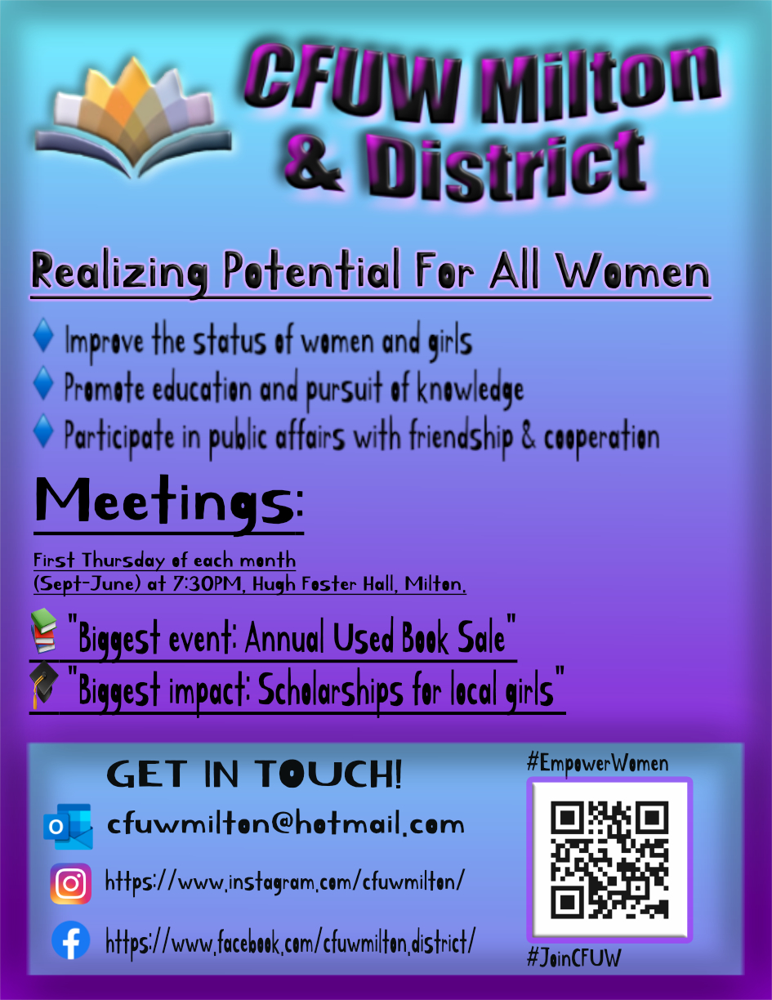 CFUW Milton
& District
Realizing Potential For All Women
Improve the status of women and girls
Promote education and pursuit of knowledge
Participate in public affairs with friendship & cooperation
Meetings:
First Thursday of each month
(Sept-June) at 7:30PM, Hugh Foster Hall, Milton.
"Biggest event: Annual Used Book Sale"
"Biggest impact: Scholarships for local girls"
GET IN TOUCH!
cfuwmilton@hotmail.com
https://www.instagram.com/cfuwmilton/
https://www.facebook.com/cfuwmilton.district/
#EmpowerWomen
#JoinCFUW